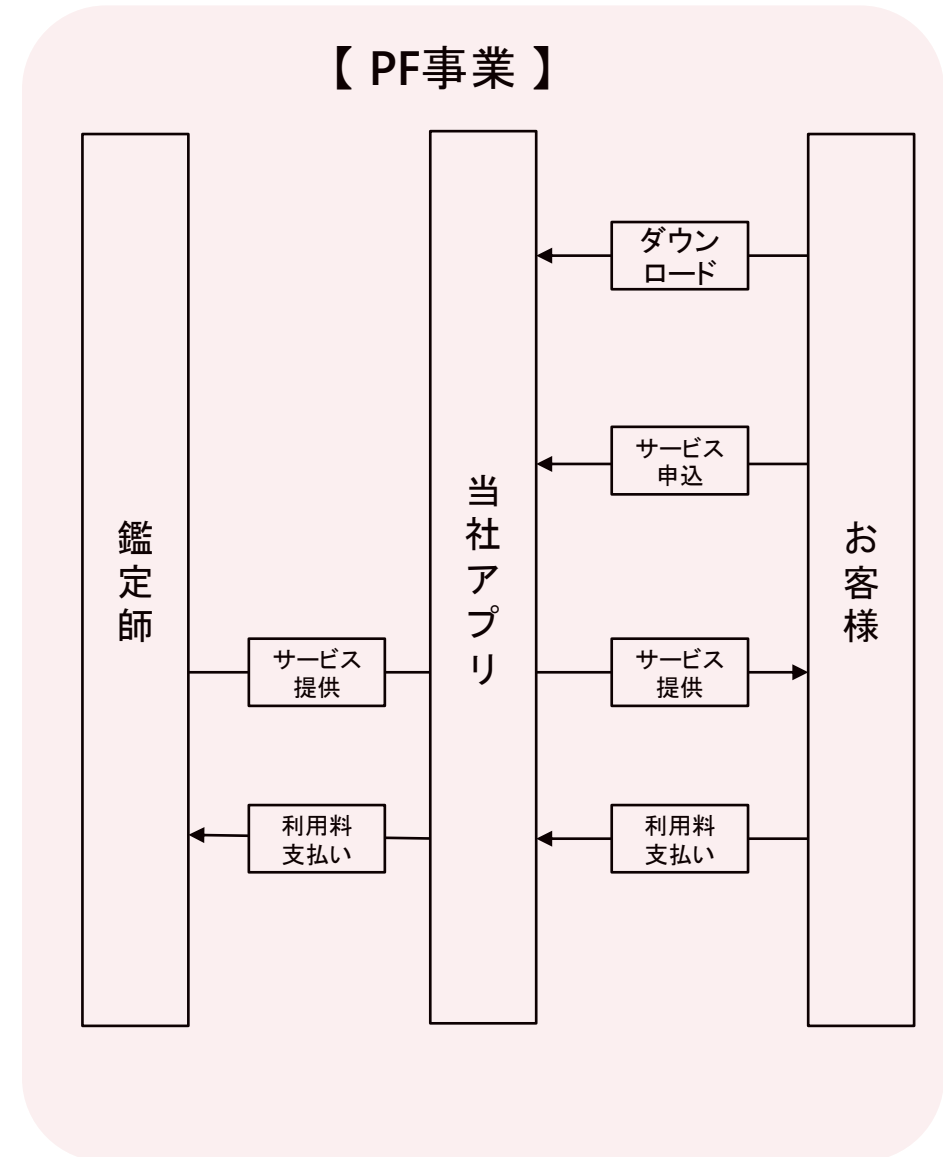 【 PF事業 】
ダウン
ロード
サービス
申込
鑑定師
当社アプリ
お客様
サービス
提供
サービス
提供
利用料
支払い
利用料
支払い